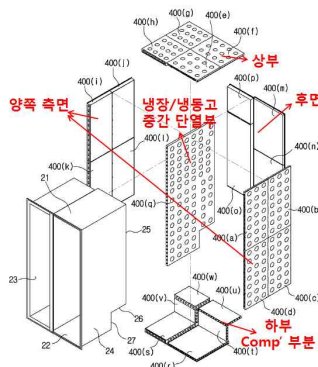 400(g)
400(h)
400(e)
400(f)
상부
400(j)
400(i)
양쪽 측면
냉장/냉동고
중간 단열부
400(p)
400(m)
후면
400(k)
400(l)
400(n)
21
400(q)
400(o)
400(b)
25
400(a)
23
400(w)
400(v)
400(u)
400(c)
400(d)
26
하부
Comp' 부분
27
400(s)
400(t)
22
24
400(r)